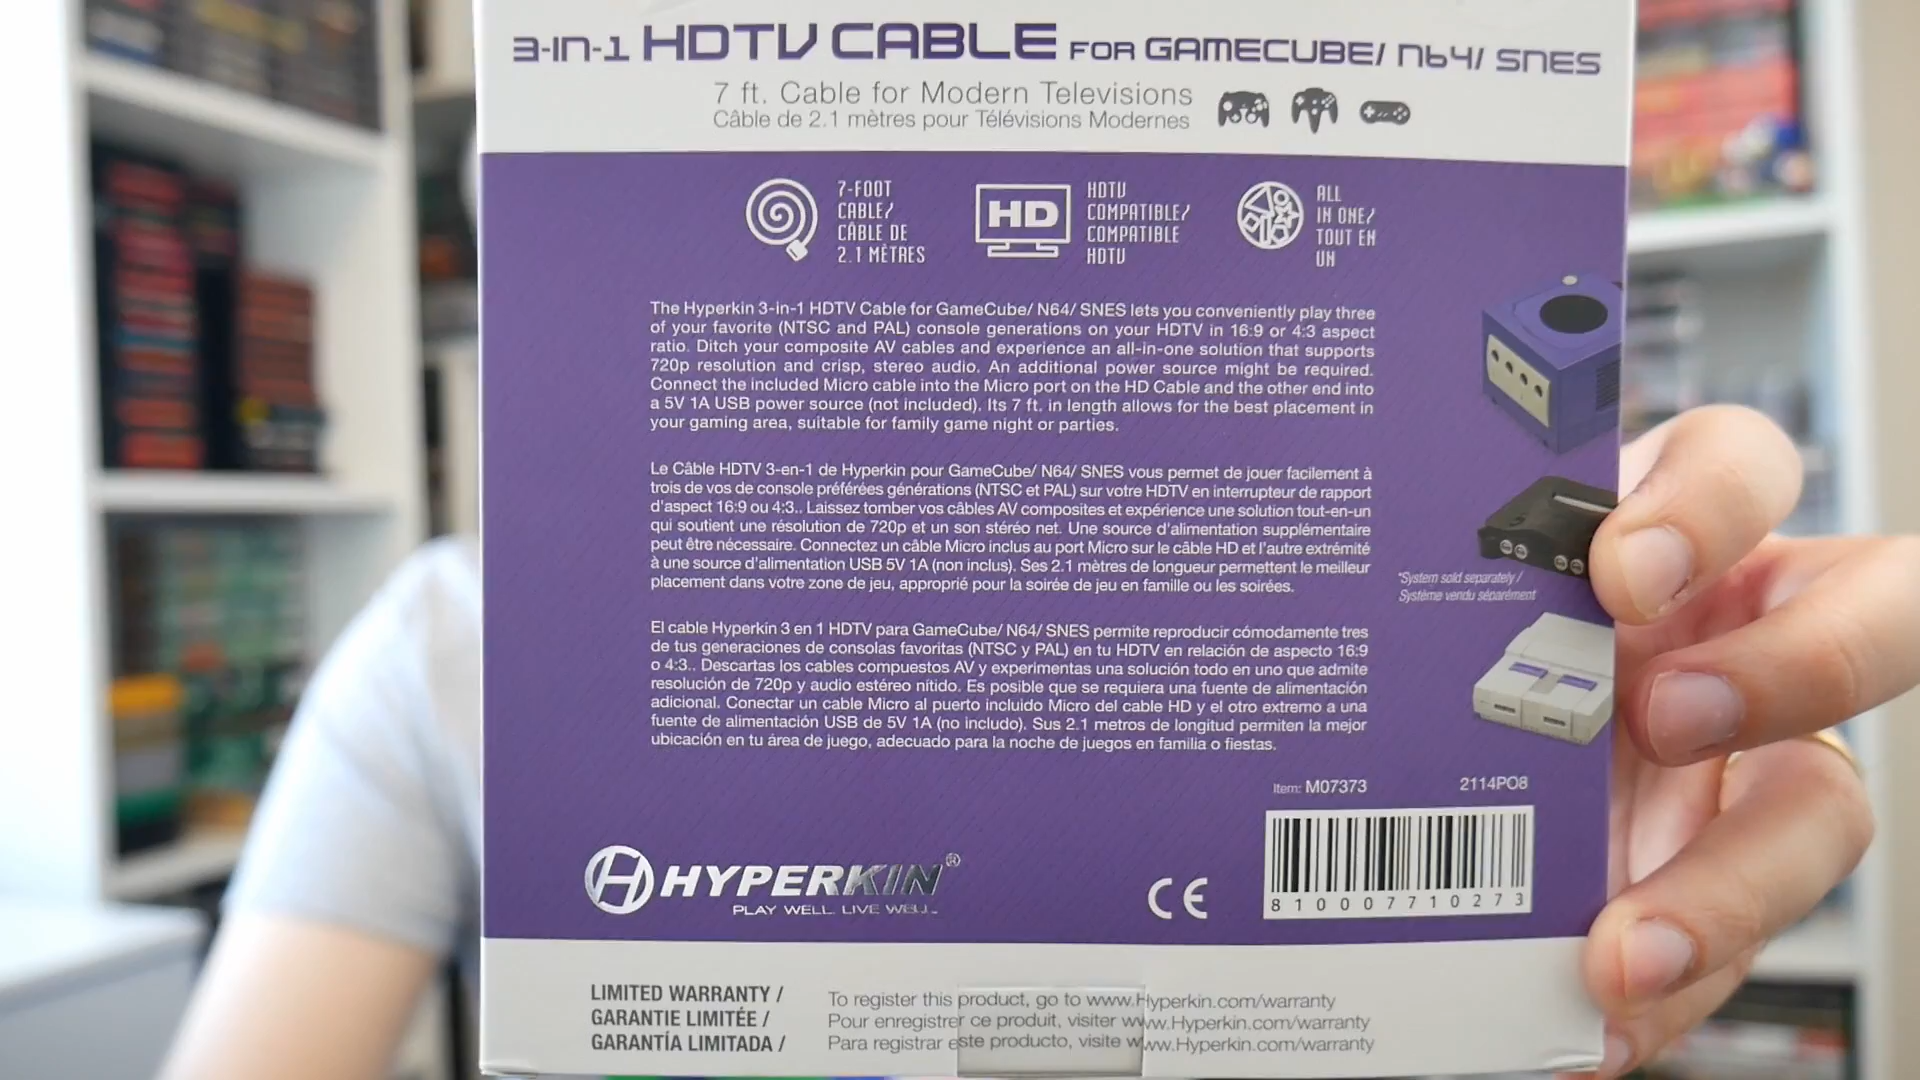 3-IN-1 HDTV CABLE FOR GAMECUBE/ N64/ SNES
7 ft. Cable for Modern Televisions
Câble de 2.1 mètres pour Télévisions Modernes
7-FOOT
CABLE/
CÂBLE DE
2.1 MÈTRES
HD
HDTV
COMPATIBLE/
COMPATIBLE
HDTV
ALL
IN ONE/
TOUT EN
UN
The Hyperkin 3-in-1 HDTV Cable for GameCube/ N64/ SNES lets you conveniently play three
of your favorite (NTSC and PAL) console generations on your HDTV in 16:9 or 4:3 aspect
ratio. Ditch your composite AV cables and experience an all-in-one solution that supports
720p resolution and crisp, stereo audio. An additional power source might be required.
Connect the included Micro cable into the Micro port on the HD Cable and the other end into
a 5V 1A USB power source (not included). Its 7 ft. in length allows for the best placement in
your gaming area, suitable for family game night or parties.
Le Câble HDTV 3-en-1 de Hyperkin pour GameCube/ N64/ SNES vous permet de jouer facilement à
trois de vos de console préférées générations (NTSC et PAL) sur votre HDTV en interrupteur de rapport
d'aspect 16:9 ou 4:3.. Laissez tomber vos câbles AV composites et expérience une solution tout-en-un
qui soutient une résolution de 720p et un son stéréo net. Une source d'alimentation supplémentaire
peut être nécessaire. Connectez un câble Micro inclus au port Micro sur le câble HD et l'autre extrémité
à une source d'alimentation USB 5V 1A (non inclus). Ses 2.1 mètres de longueur permettent le meilleur
placement dans votre zone de jeu, approprié pour la soirée de jeu en famille ou les soirées.
*System sold separately /
Système vendu séparément
El cable Hyperkin 3 en 1 HDTV para GameCube/ N64/ SNES permite reproducir cómodamente tres
de tus generaciones de consolas favoritas (NTSC y PAL) en tu HDTV en relación de aspecto 16:9
o 4:3.. Descartas los cables compuestos AV y experimentas una solución todo en uno que admite
resolución de 720p y audio estéreo nítido. Es posible que se requiera una fuente de alimentación
adicional. Conectar un cable Micro al puerto incluido Micro del cable HD y el otro extremo a una
fuente de alimentación USB de 5V 1A (no includo). Sus 2.1 metros de longitud permiten la mejor
ubicación en tu área de juego, adecuado para la noche de juegos en familia o fiestas.
Item: M07373 2114PO8
8 10007 71027 3
HYPERKIN®
PLAY WELL. LIVE WELL.
CE
LIMITED WARRANTY / To register this product, go to www.Hyperkin.com/warranty
GARANTIE LIMITÉE / Pour enregistrer ce produit, visiter www.Hyperkin.com/warranty
GARANTÍA LIMITADA / Para registrar este producto, visite www.Hyperkin.com/warranty